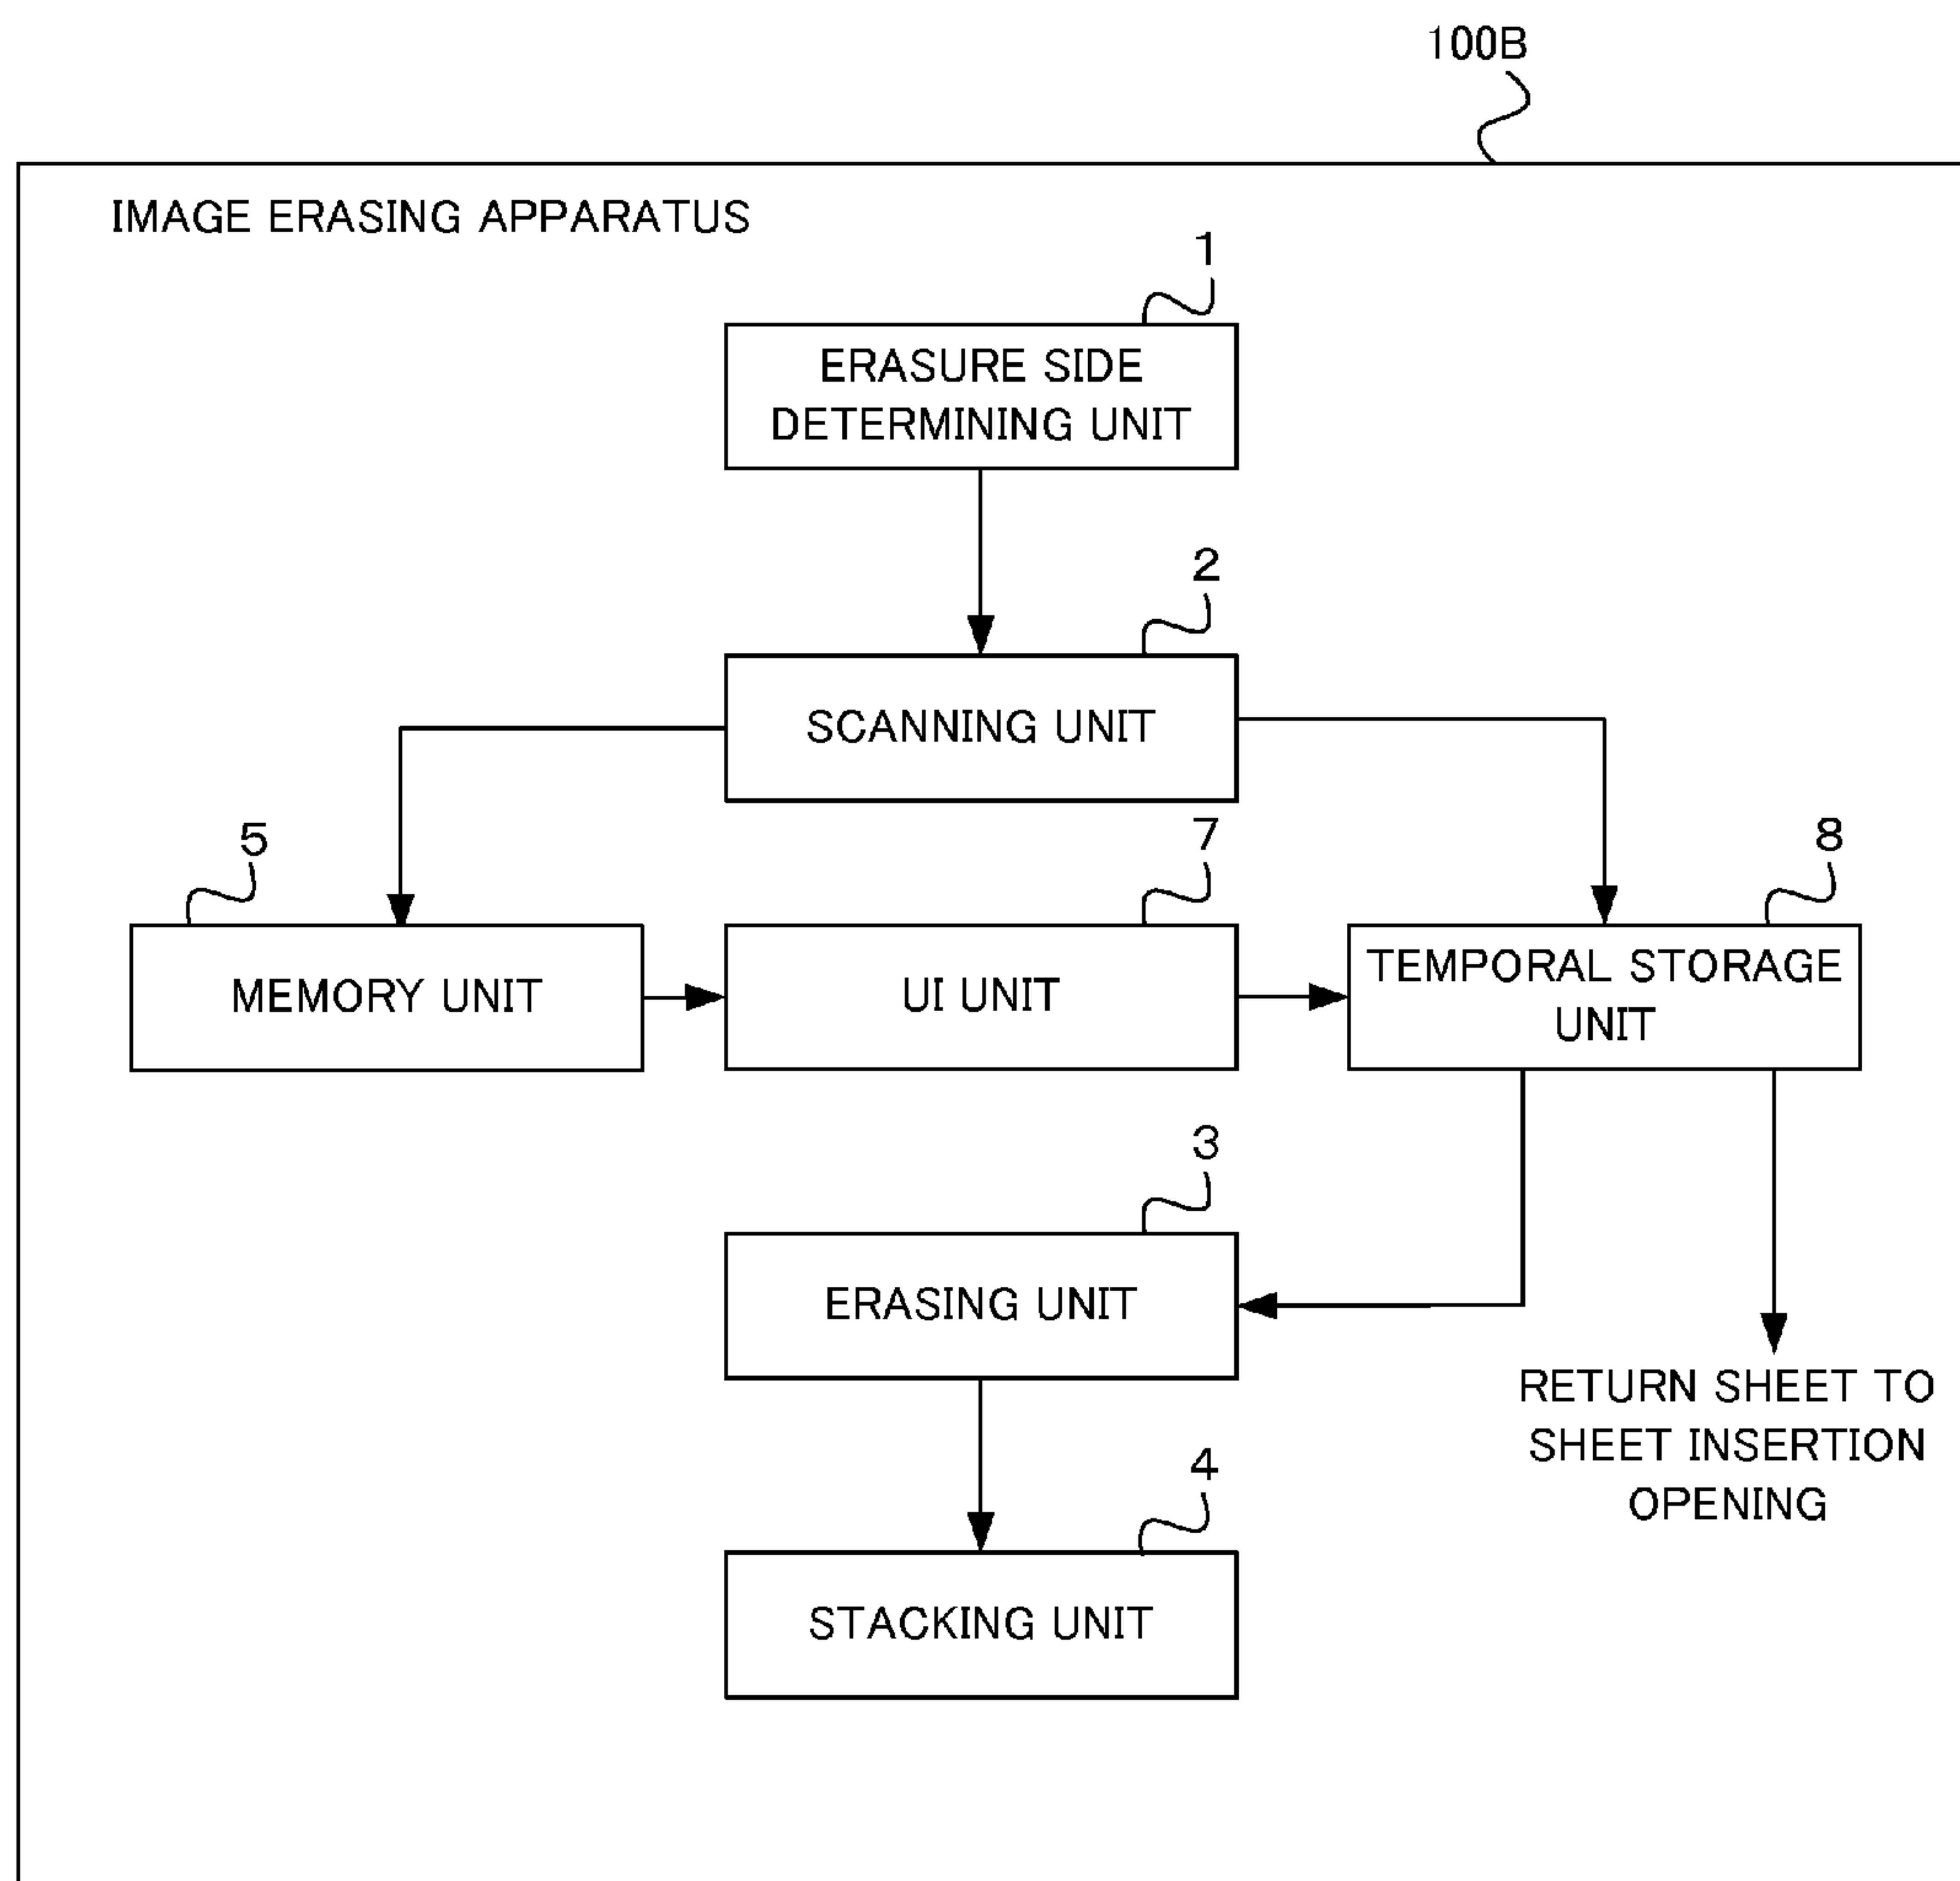 100B
IMAGE ERASING APPARATUS
1
ERASURE SIDE
DETERMINING UNIT
2
SCANNING UNIT
5
7
8
MEMORY UNIT
UI UNIT
TEMPORAL STORAGE
UNIT
3
ERASING UNIT
RETURN SHEET TO
SHEET INSERTION
OPENING
4
STACKING UNIT